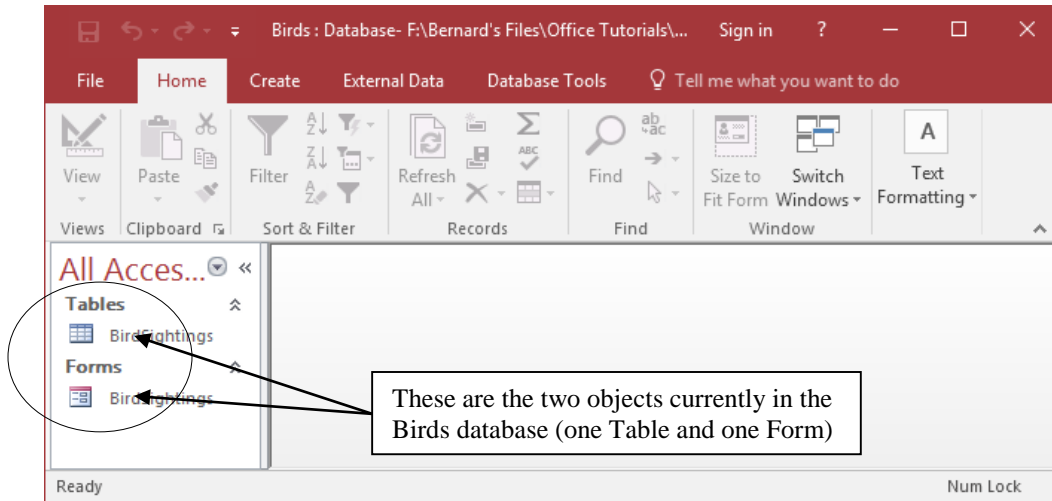 Birds : Database- F:\Bernard's Files\Office Tutorials\... Sign in ?
File Home Create External Data Database Tools Tell me what you want to do
View Paste Filter Refresh All Find Size to Fit Form Switch Windows Text Formatting
A Z Z A A Z ABC ab ac A
Views Clipboard Sort & Filter Records Find Window
All Acces...
Tables
BirdSightings
Forms
BirdSightings
These are the two objects currently in the
Birds database (one Table and one Form)
Ready Num Lock